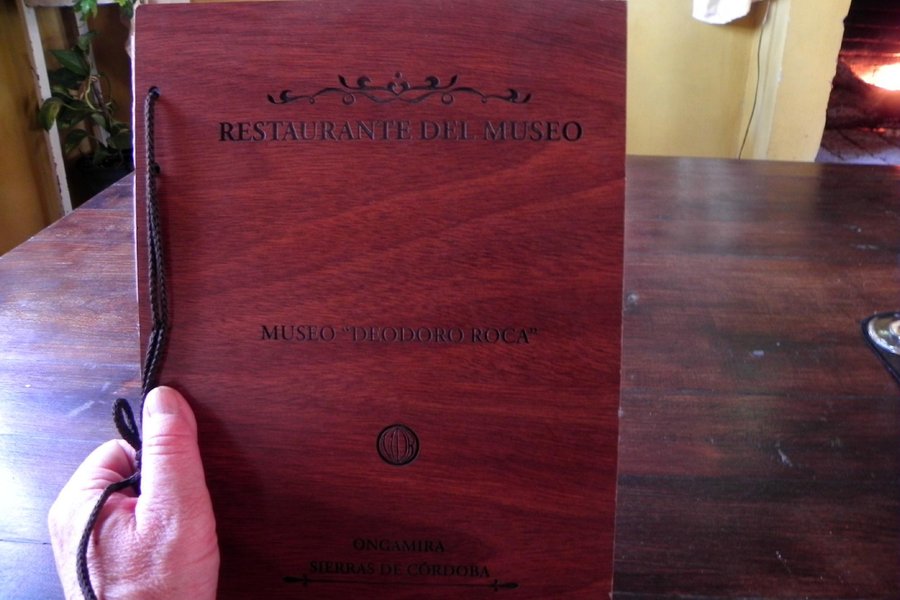 RESTAURANTE DEL MUSEO
MUSEO “DEODORO ROCA”
ONGAMIRA
SIERRAS DE CÓRDOBA